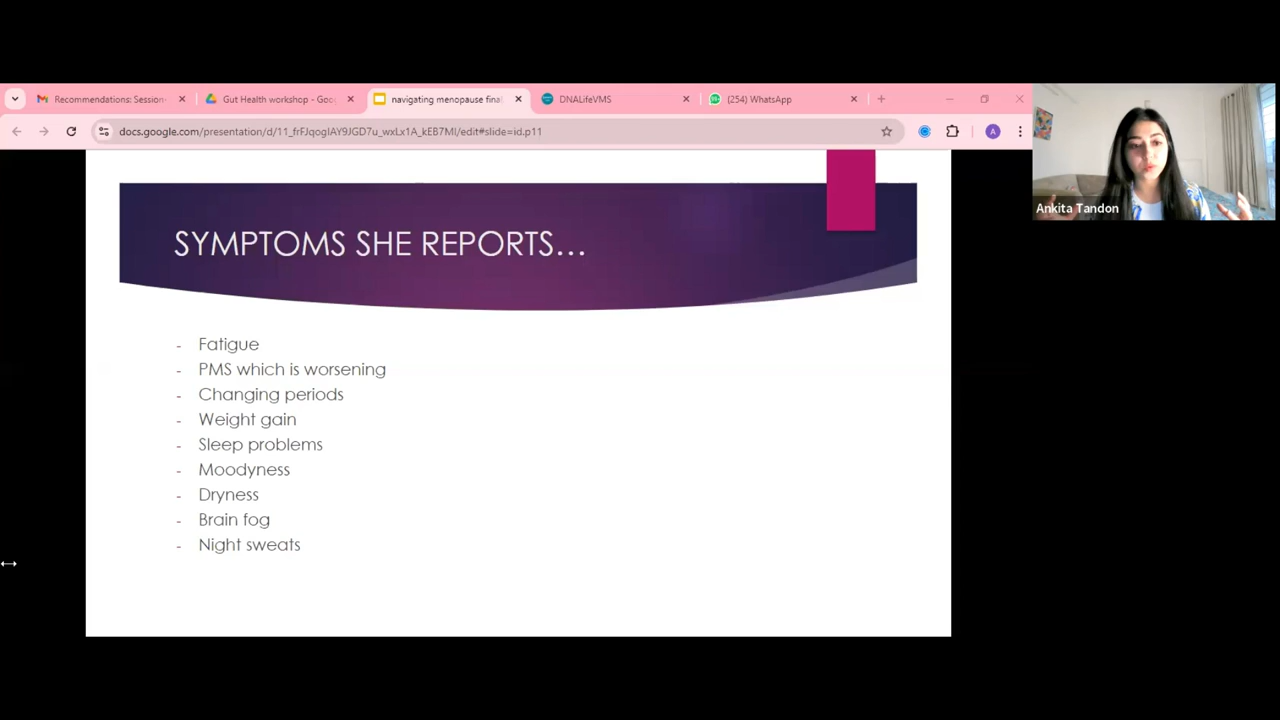 Recommendations: Session-
Gut Health workshop - Goo
navigating menopause final
DNALifeVMS
(254) WhatsApp
docs.google.com/presentation/d/11_frFJqogIAY9JGD7u_wxLx1A_kEB7MI/edit#slide=id.p11
A
Ankita Tandon
SYMPTOMS SHE REPORTS…
- Fatigue
- PMS which is worsening
- Changing periods
- Weight gain
- Sleep problems
- Moodyness
- Dryness
- Brain fog
- Night sweats